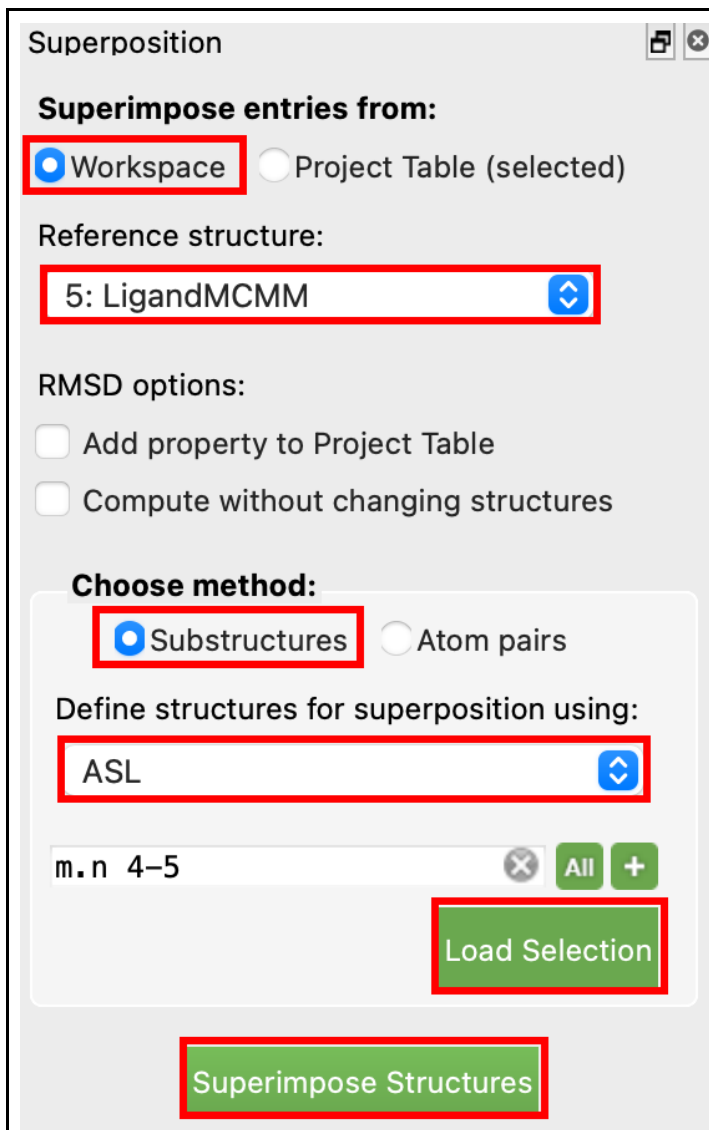 Superposition
Superimpose entries from:
Workspace Project Table (selected)
Reference structure:
5: LigandMCMM
RMSD options:
Add property to Project Table
Compute without changing structures
Choose method:
Substructures Atom pairs
Define structures for superposition using:
ASL
m.n 4-5 All +
Load Selection
Superimpose Structures